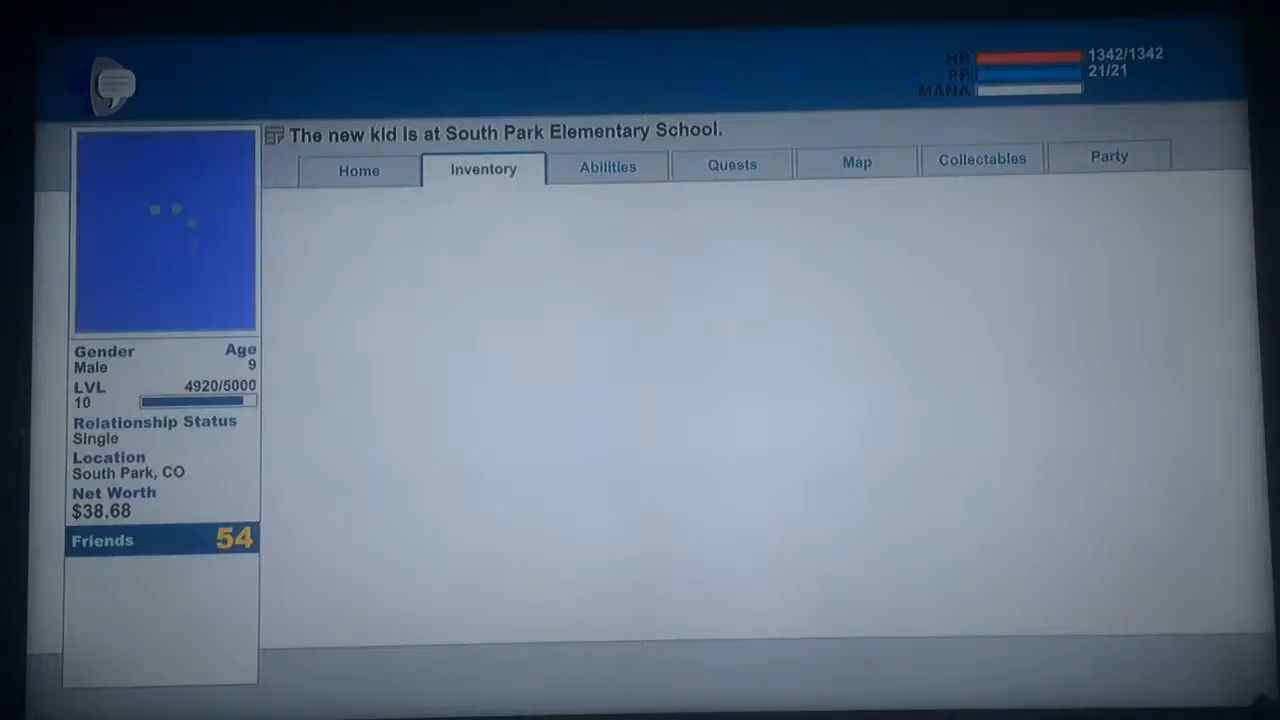 HP 1342/1342
PP 21/21
MANA
The new kid is at South Park Elementary School.
Home Inventory Abilities Quests Map Collectables Party
Gender Age
Male 9
LVL 4920/5000
10
Relationship Status
Single
Location
South Park, CO
Net Worth
$38.68
Friends 54